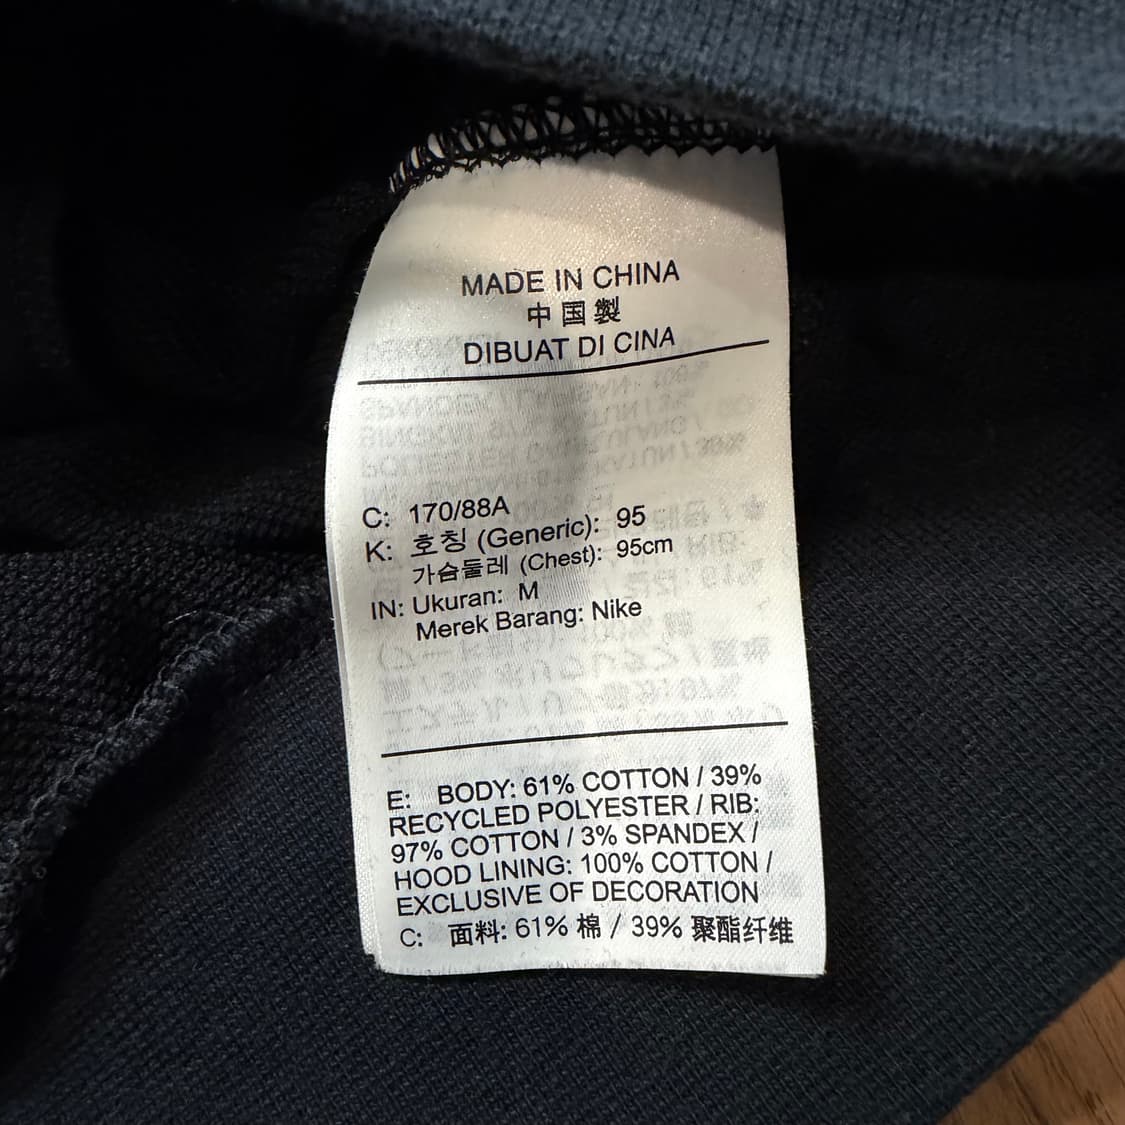 MADE IN CHINA
中国製
DIBUAT DI CINA
C: 170/88A
K: 호칭 (Generic): 95
가슴둘레 (Chest): 95cm
IN: Ukuran: M
Merek Barang: Nike
E: BODY: 61% COTTON / 39%
RECYCLED POLYESTER / RIB:
97% COTTON / 3% SPANDEX /
HOOD LINING: 100% COTTON /
EXCLUSIVE OF DECORATION
C: 面料: 61% 棉 / 39% 聚酯纤维